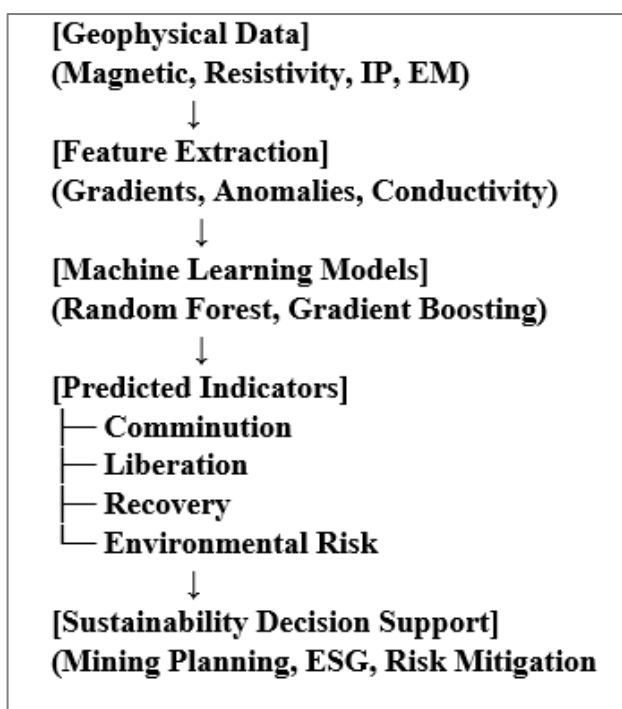 [Geophysical Data]
(Magnetic, Resistivity, IP, EM)
↓
[Feature Extraction]
(Gradients, Anomalies, Conductivity)
↓
[Machine Learning Models]
(Random Forest, Gradient Boosting)
↓
[Predicted Indicators]
├─ Comminution
├─ Liberation
├─ Recovery
└─ Environmental Risk
↓
[Sustainability Decision Support]
(Mining Planning, ESG, Risk Mitigation